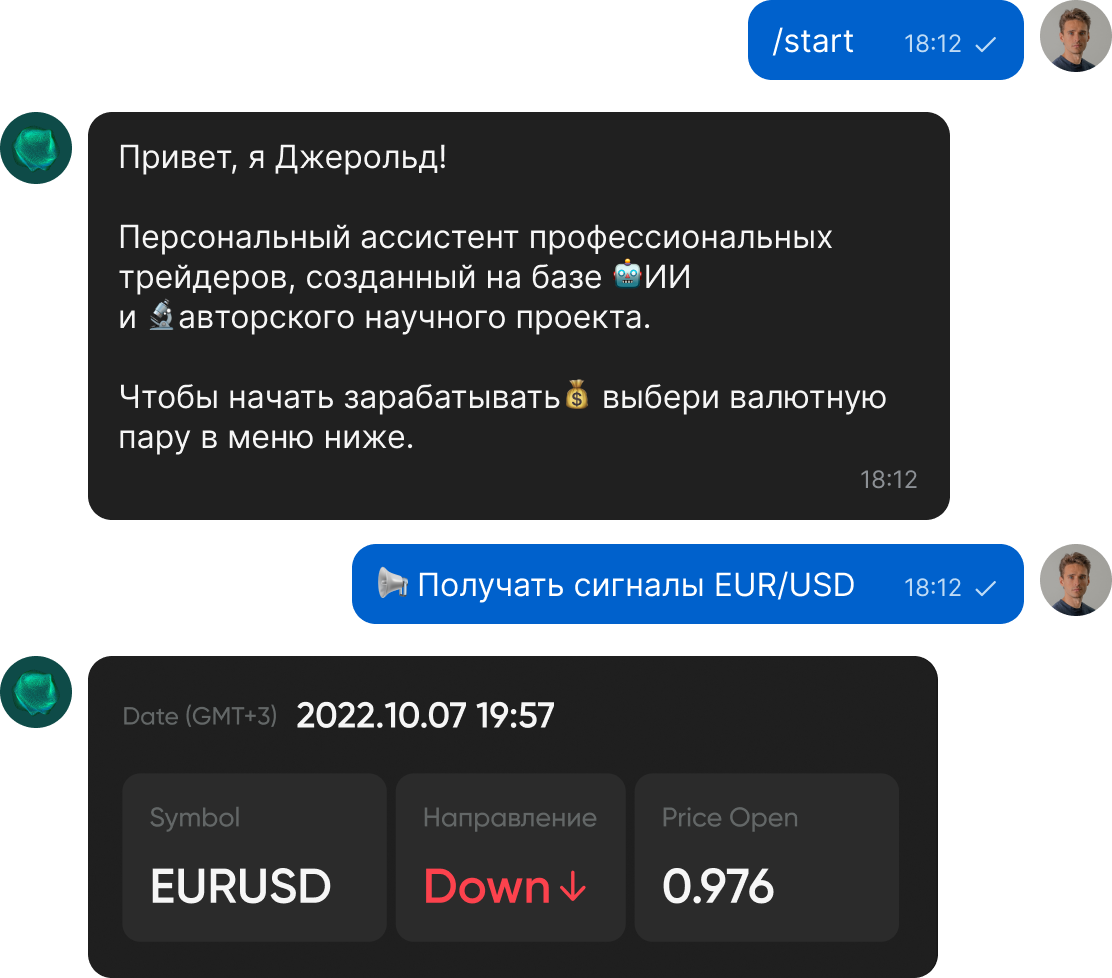 /start 18:12
Привет, я Джерольд!
Персональный ассистент профессиональных
трейдеров, созданный на базе 🤖ИИ
и 🔬авторского научного проекта.
Чтобы начать зарабатывать💰 выбери валютную
пару в меню ниже.
18:12
📢 Получать сигналы EUR/USD 18:12
Date (GMT+3) 2022.10.07 19:57
Symbol Направление Price Open
EURUSD Down↓ 0.976